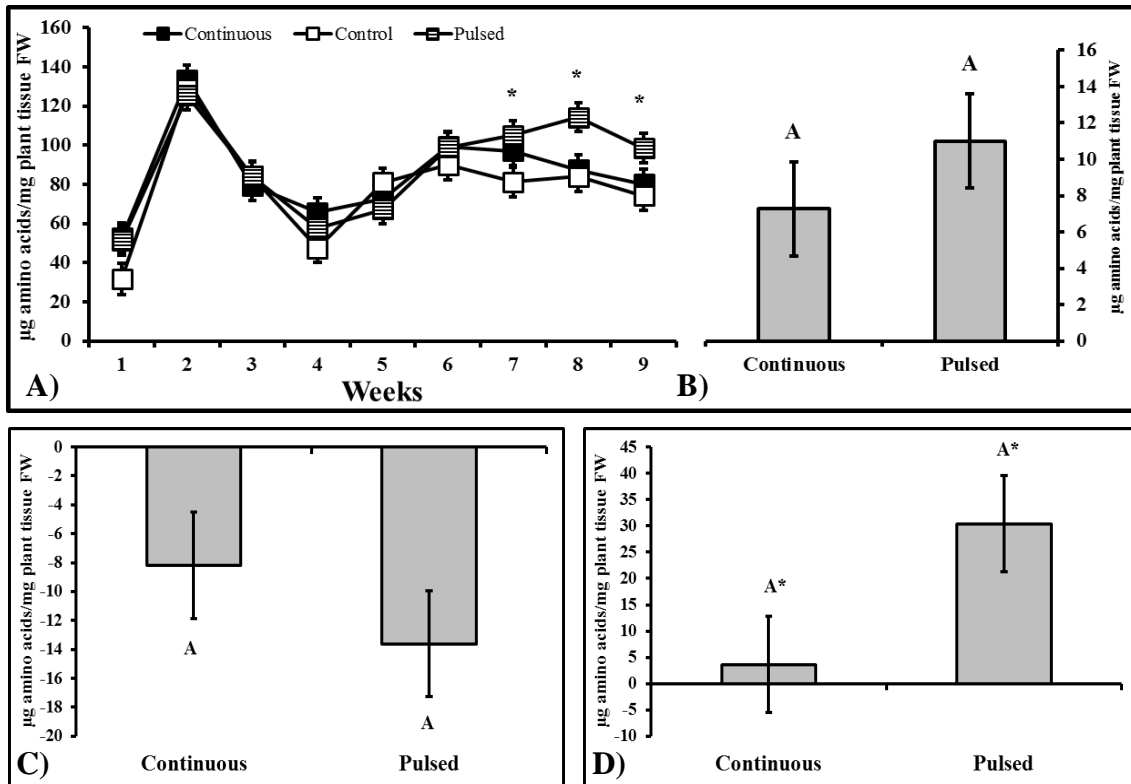 Continuous Control Pulsed
µg amino acids/mg plant tissue FW
160
140
120
100
80
60
40
20
0
* * *
1 2 3 4 5 6 7 8 9
Weeks
A)
A A
16
14
12
10
8
6
4
2
0
µg amino acids/mg plant tissue FW
Continuous Pulsed
B)
µg amino acids/mg plant tissue FW
0
-2
-4
-6
-8
-10
-12
-14
-16
-18
-20
A A
Continuous Pulsed
C)
µg amino acids/mg plant tissue FW
45
40
35
30
25
20
15
10
5
0
-5
-10
A* A*
Continuous Pulsed
D)